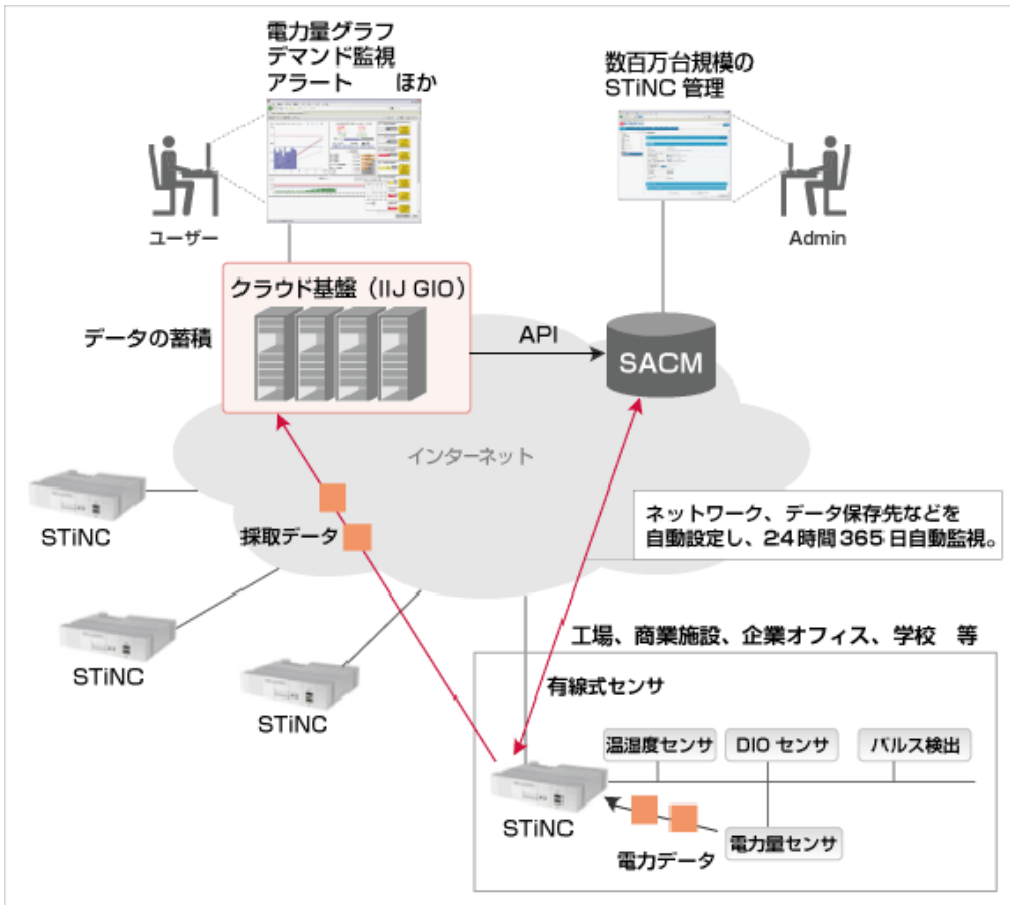 電力量グラフ
デマンド監視
アラート　ほか
数百万台規模の
STiNC 管理
ユーザー
Admin
クラウド基盤（IIJ GIO）
データの蓄積
API
SACM
インターネット
STiNC
採取データ
ネットワーク、データ保存先などを
自動設定し、24時間365日自動監視。
STiNC
STiNC
工場、商業施設、企業オフィス、学校　等
有線式センサ
温湿度センサ
DIO センサ
パルス検出
STiNC
電力データ
電力量センサ